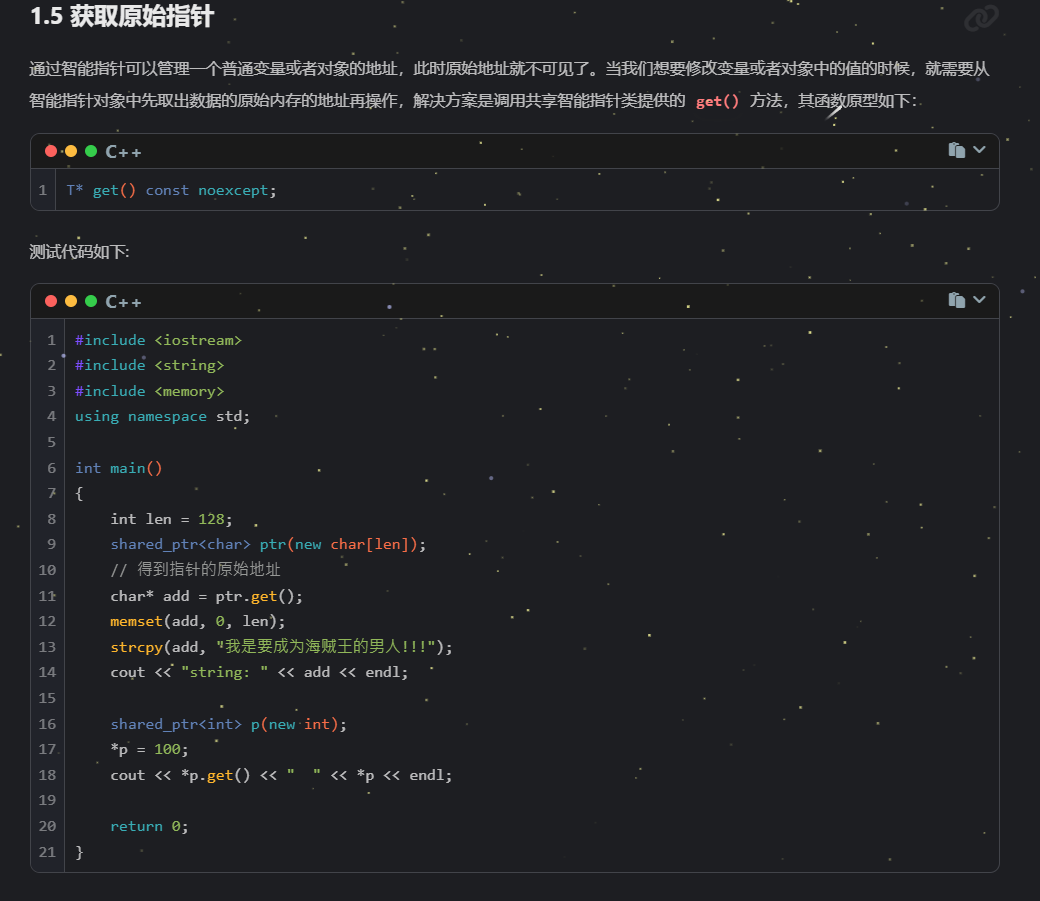 1.5 获取原始指针
通过智能指针可以管理一个普通变量或者对象的地址，此时原始地址就不可见了。当我们想要修改变量或者对象中的值的时候，就需要从
智能指针对象中先取出数据的原始内存的地址再操作，解决方案是调用共享智能指针类提供的 get() 方法，其函数原型如下：
C++
1 T* get() const noexcept;
测试代码如下:
C++
1 #include <iostream>
2 #include <string>
3 #include <memory>
4 using namespace std;
5
6 int main()
7 {
8     int len = 128;
9     shared_ptr<char> ptr(new char[len]);
10     // 得到指针的原始地址
11     char* add = ptr.get();
12     memset(add, 0, len);
13     strcpy(add, "我是要成为海贼王的男人!!!");
14     cout << "string: " << add << endl;
15
16     shared_ptr<int> p(new int);
17     *p = 100;
18     cout << *p.get() << "  " << *p << endl;
19
20     return 0;
21 }